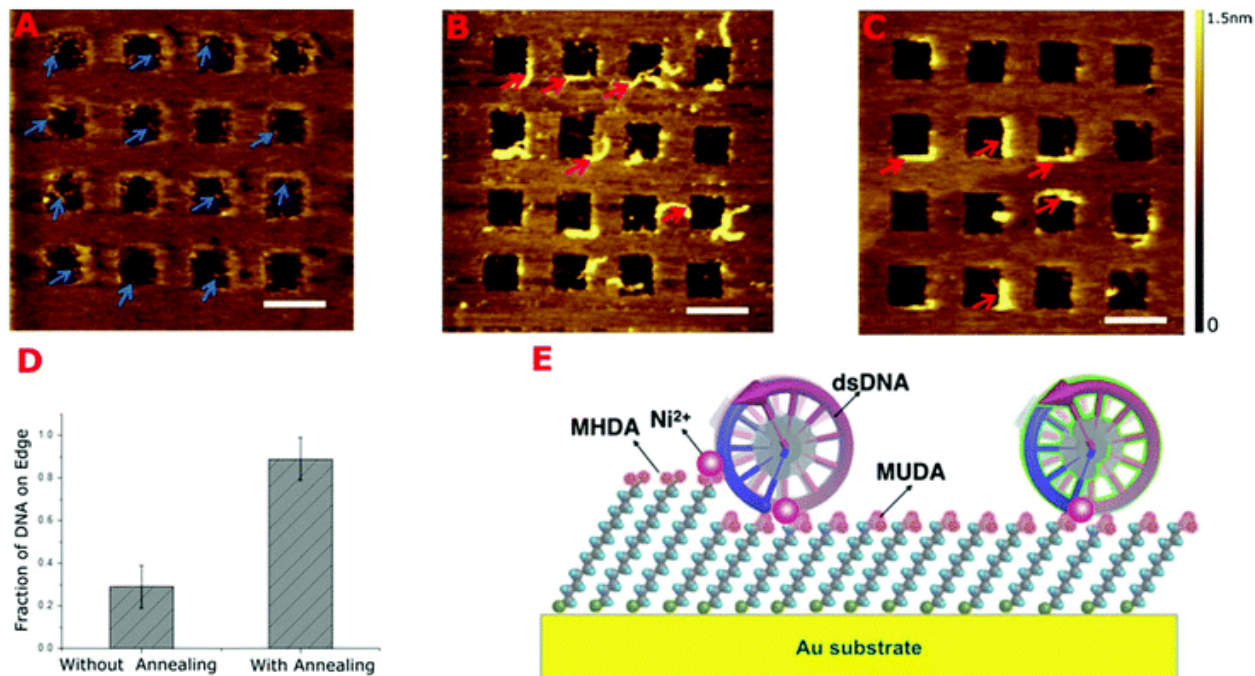 A
B
C
1.5nm
0
D
Fraction of DNA on Edge
1.0
0.8
0.6
0.4
0.2
0.0
Without Annealing
With Annealing
E
dsDNA
Ni²⁺
MHDA
MUDA
Au substrate